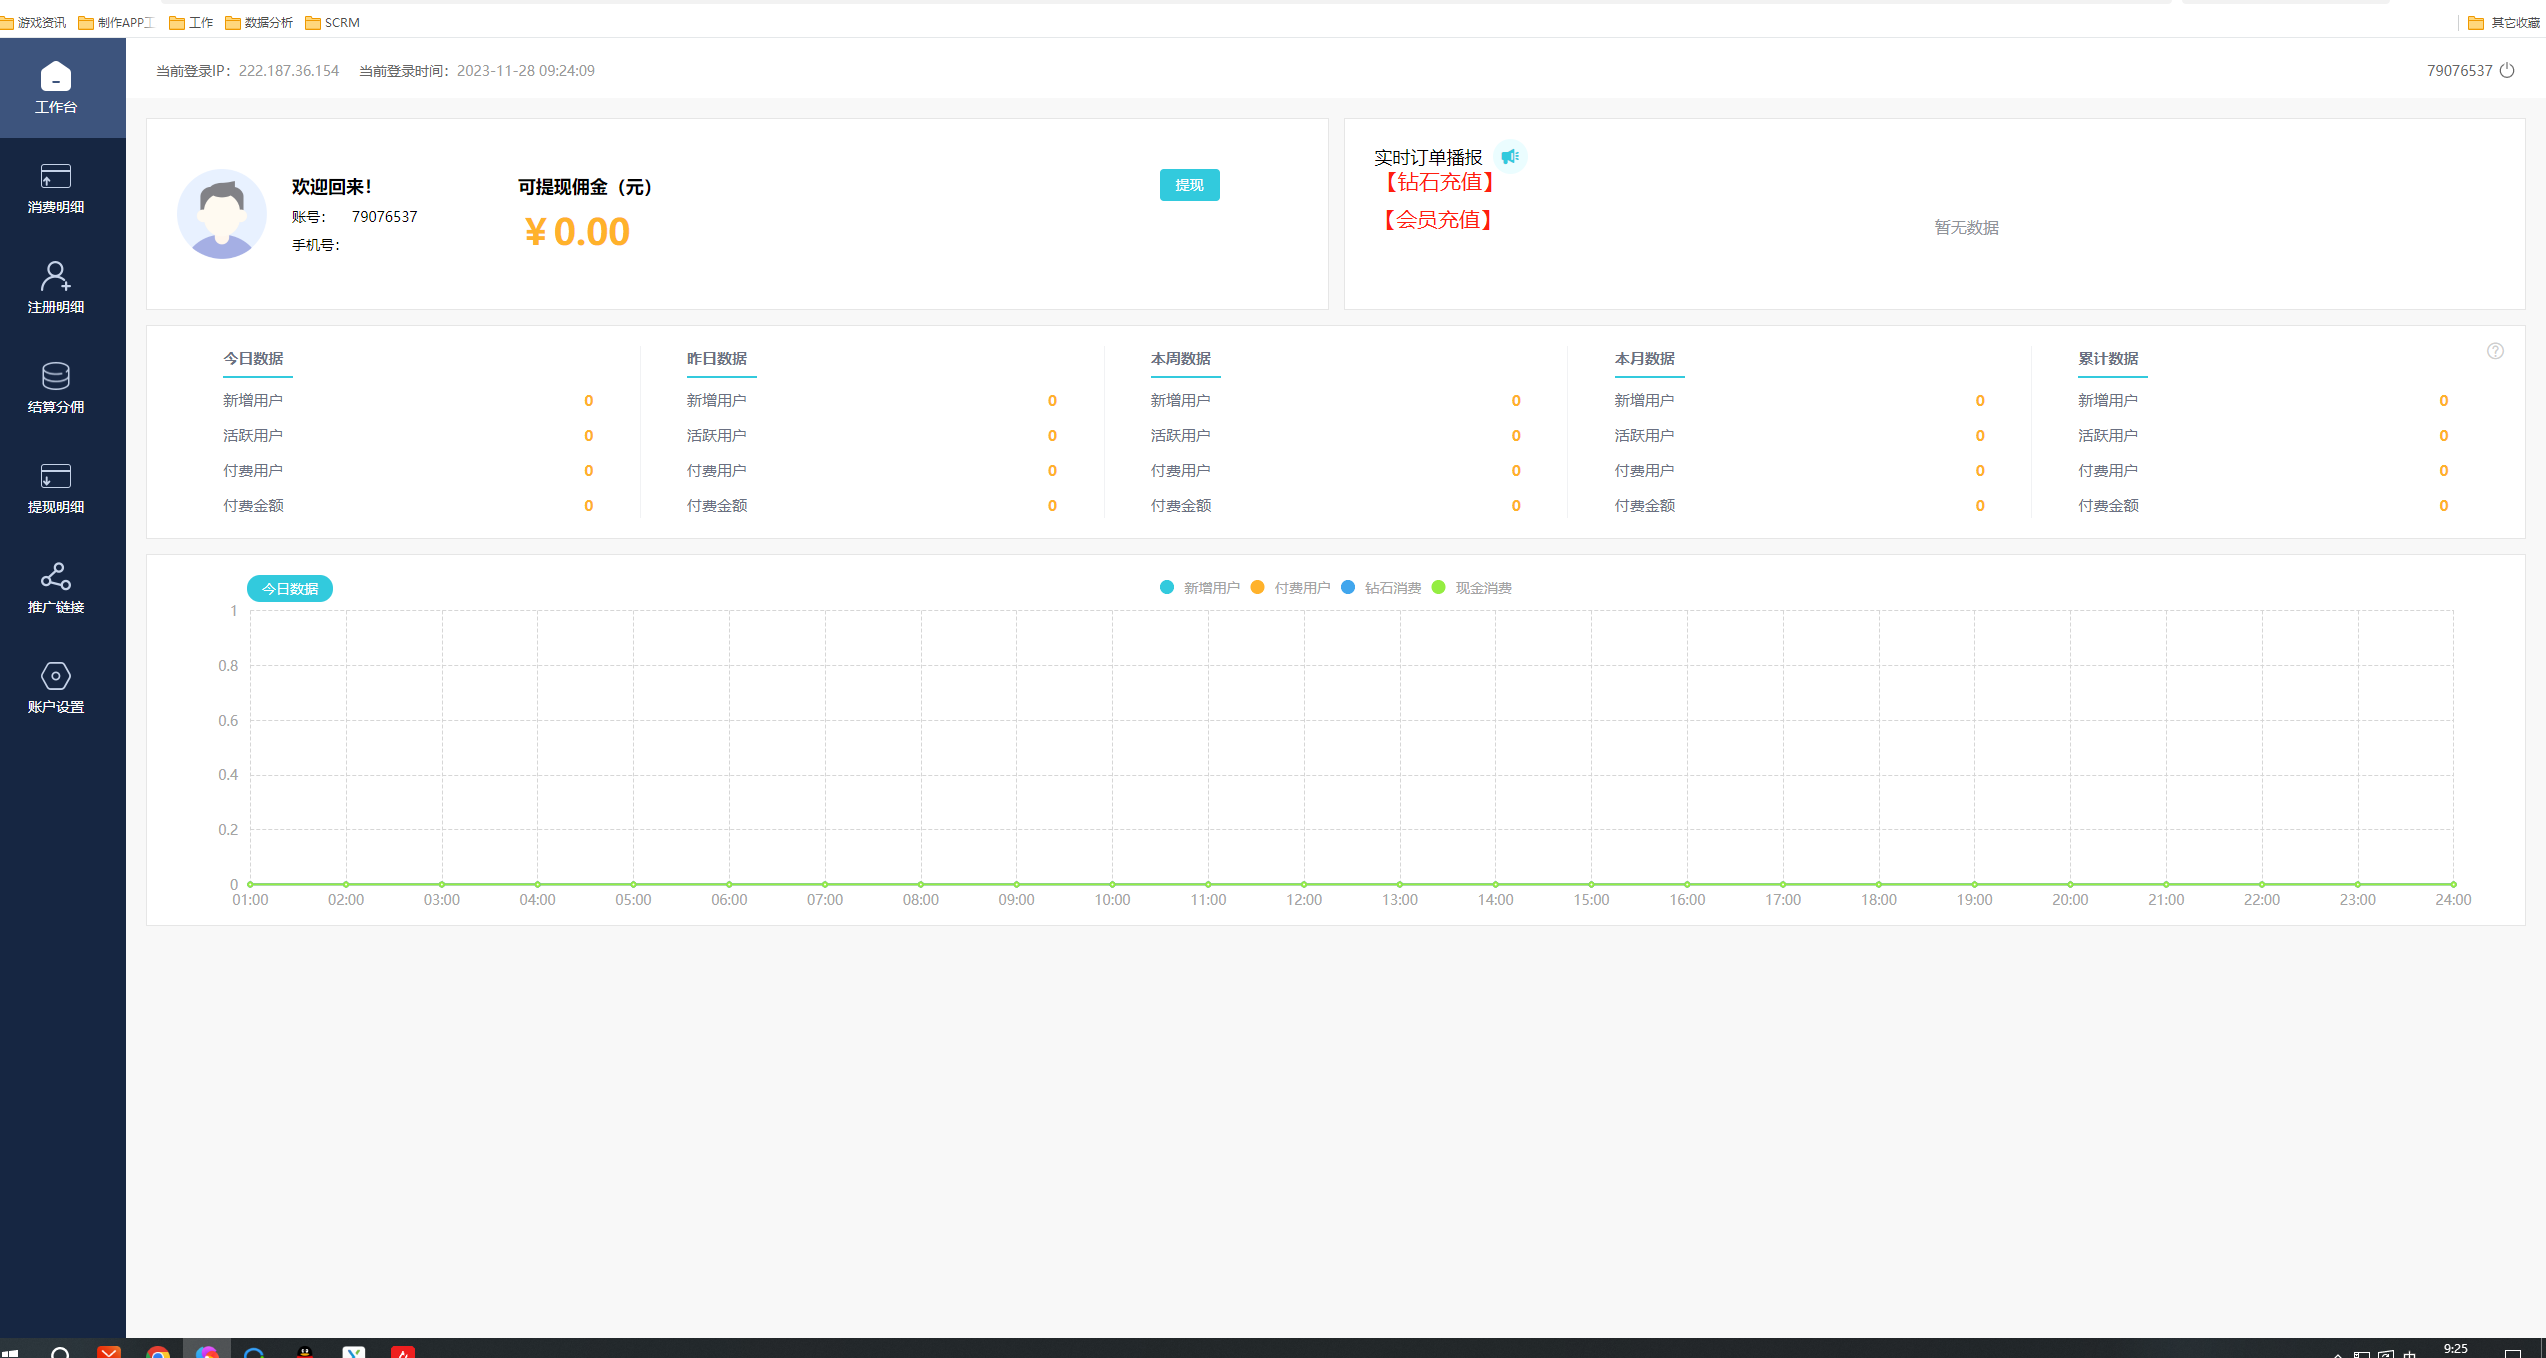 游戏资讯 制作APP工 工作 数据分析 SCRM 其它收藏
当前登录IP：222.187.36.154 当前登录时间：2023-11-28 09:24:09 79076537
工作台
消费明细
注册明细
结算分佣
提现明细
推广链接
账户设置
欢迎回来！
账号： 79076537
手机号：
可提现佣金（元）
￥0.00
提现
实时订单播报
【钻石充值】
【会员充值】
暂无数据
今日数据
新增用户 0
活跃用户 0
付费用户 0
付费金额 0
昨日数据
新增用户 0
活跃用户 0
付费用户 0
付费金额 0
本周数据
新增用户 0
活跃用户 0
付费用户 0
付费金额 0
本月数据
新增用户 0
活跃用户 0
付费用户 0
付费金额 0
累计数据
新增用户 0
活跃用户 0
付费用户 0
付费金额 0
今日数据
新增用户 付费用户 钻石消费 现金消费
1
0.8
0.6
0.4
0.2
0
01:00 02:00 03:00 04:00 05:00 06:00 07:00 08:00 09:00 10:00 11:00 12:00 13:00 14:00 15:00 16:00 17:00 18:00 19:00 20:00 21:00 22:00 23:00 24:00
9:25